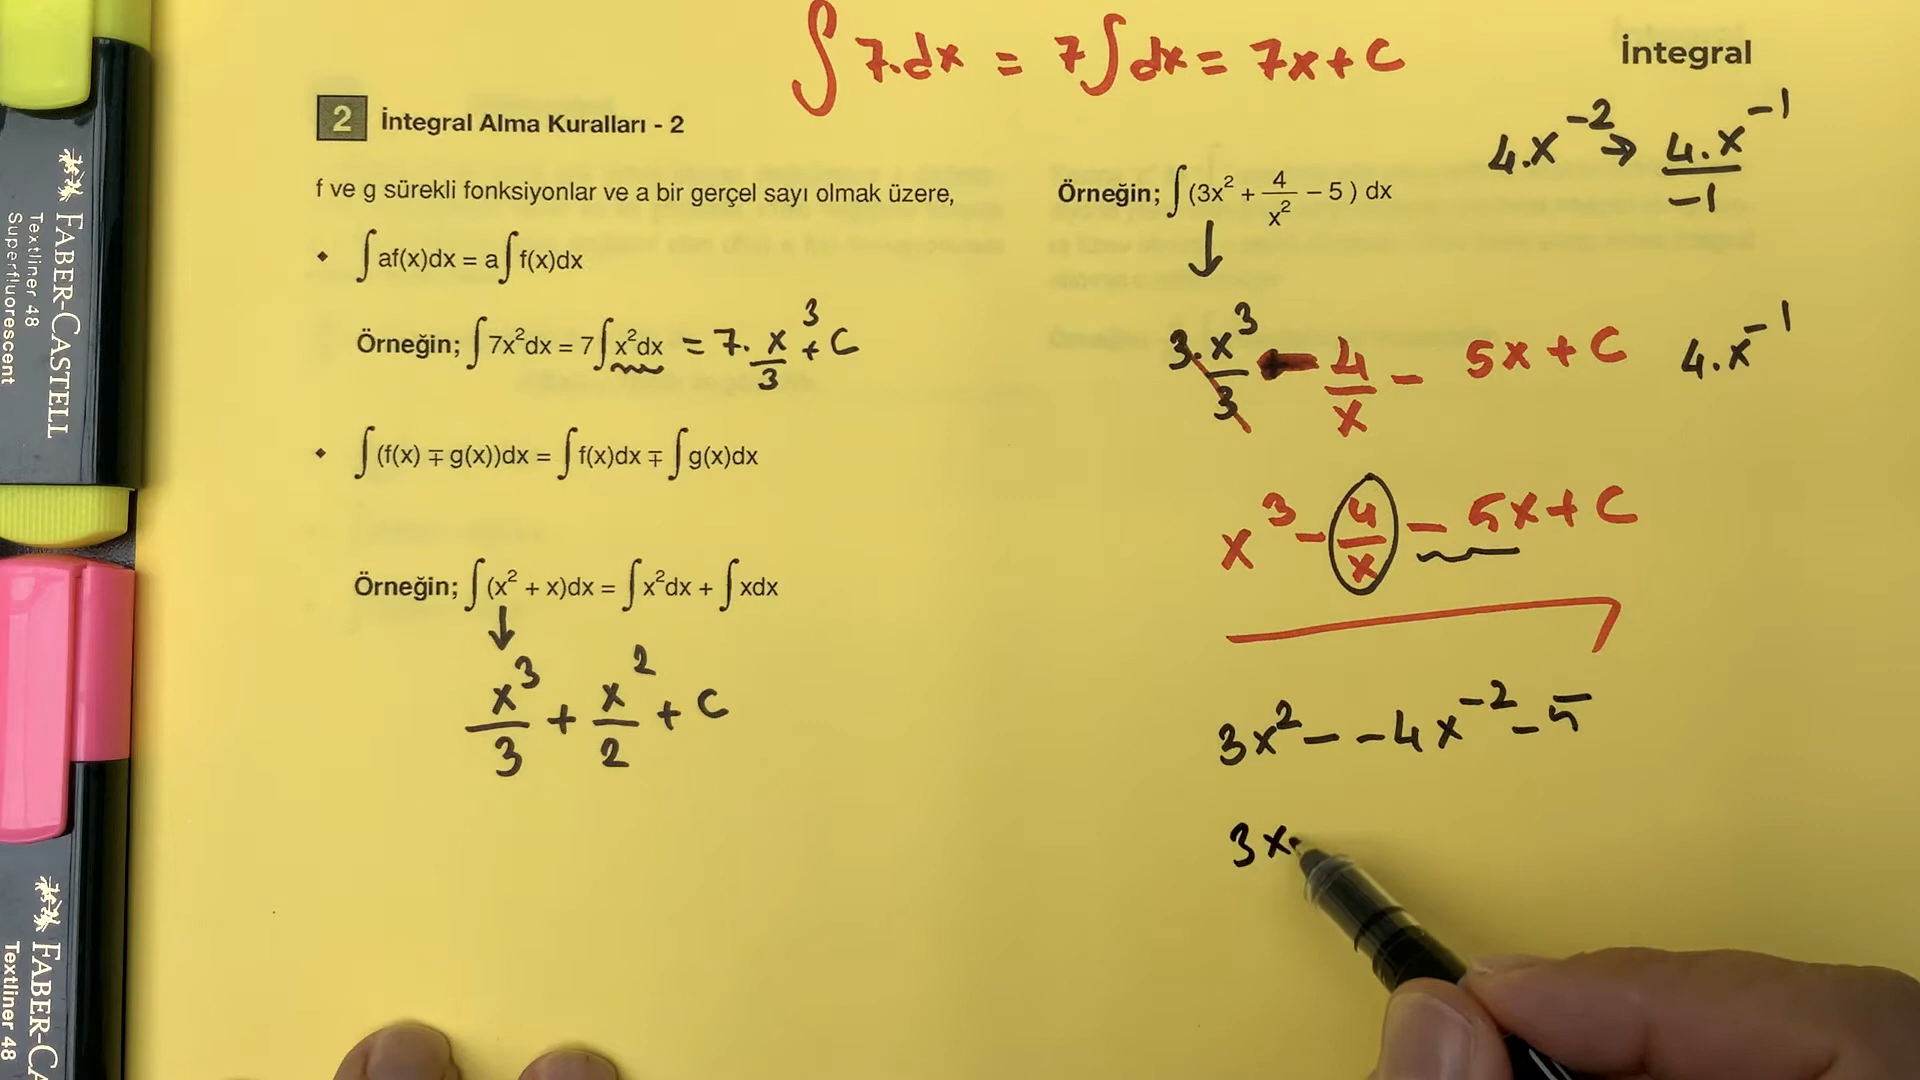 ∫7.dx = 7∫dx = 7x + C
İntegral
2 İntegral Alma Kuralları - 2
f ve g sürekli fonksiyonlar ve a bir gerçel sayı olmak üzere,
• ∫af(x)dx = a∫f(x)dx
Örneğin; ∫7x²dx = 7∫x²dx = 7. x³/3 + C
• ∫(f(x) ∓ g(x))dx = ∫f(x)dx ∓ ∫g(x)dx
Örneğin; ∫(x² + x)dx = ∫x²dx + ∫xdx
↓
x³/3 + x²/2 + C
4.x⁻² → 4.x⁻¹/-1
Örneğin; ∫(3x² + 4/x² - 5) dx
↓
3.x³/3 - 4/x - 5x + C
4.x⁻¹
x³ - 4/x - 5x + C
3x² - -4x⁻² - 5
3x
FABER-CASTELL
Textliner 48
Superfluorescent
FABER-CA
Textliner 48